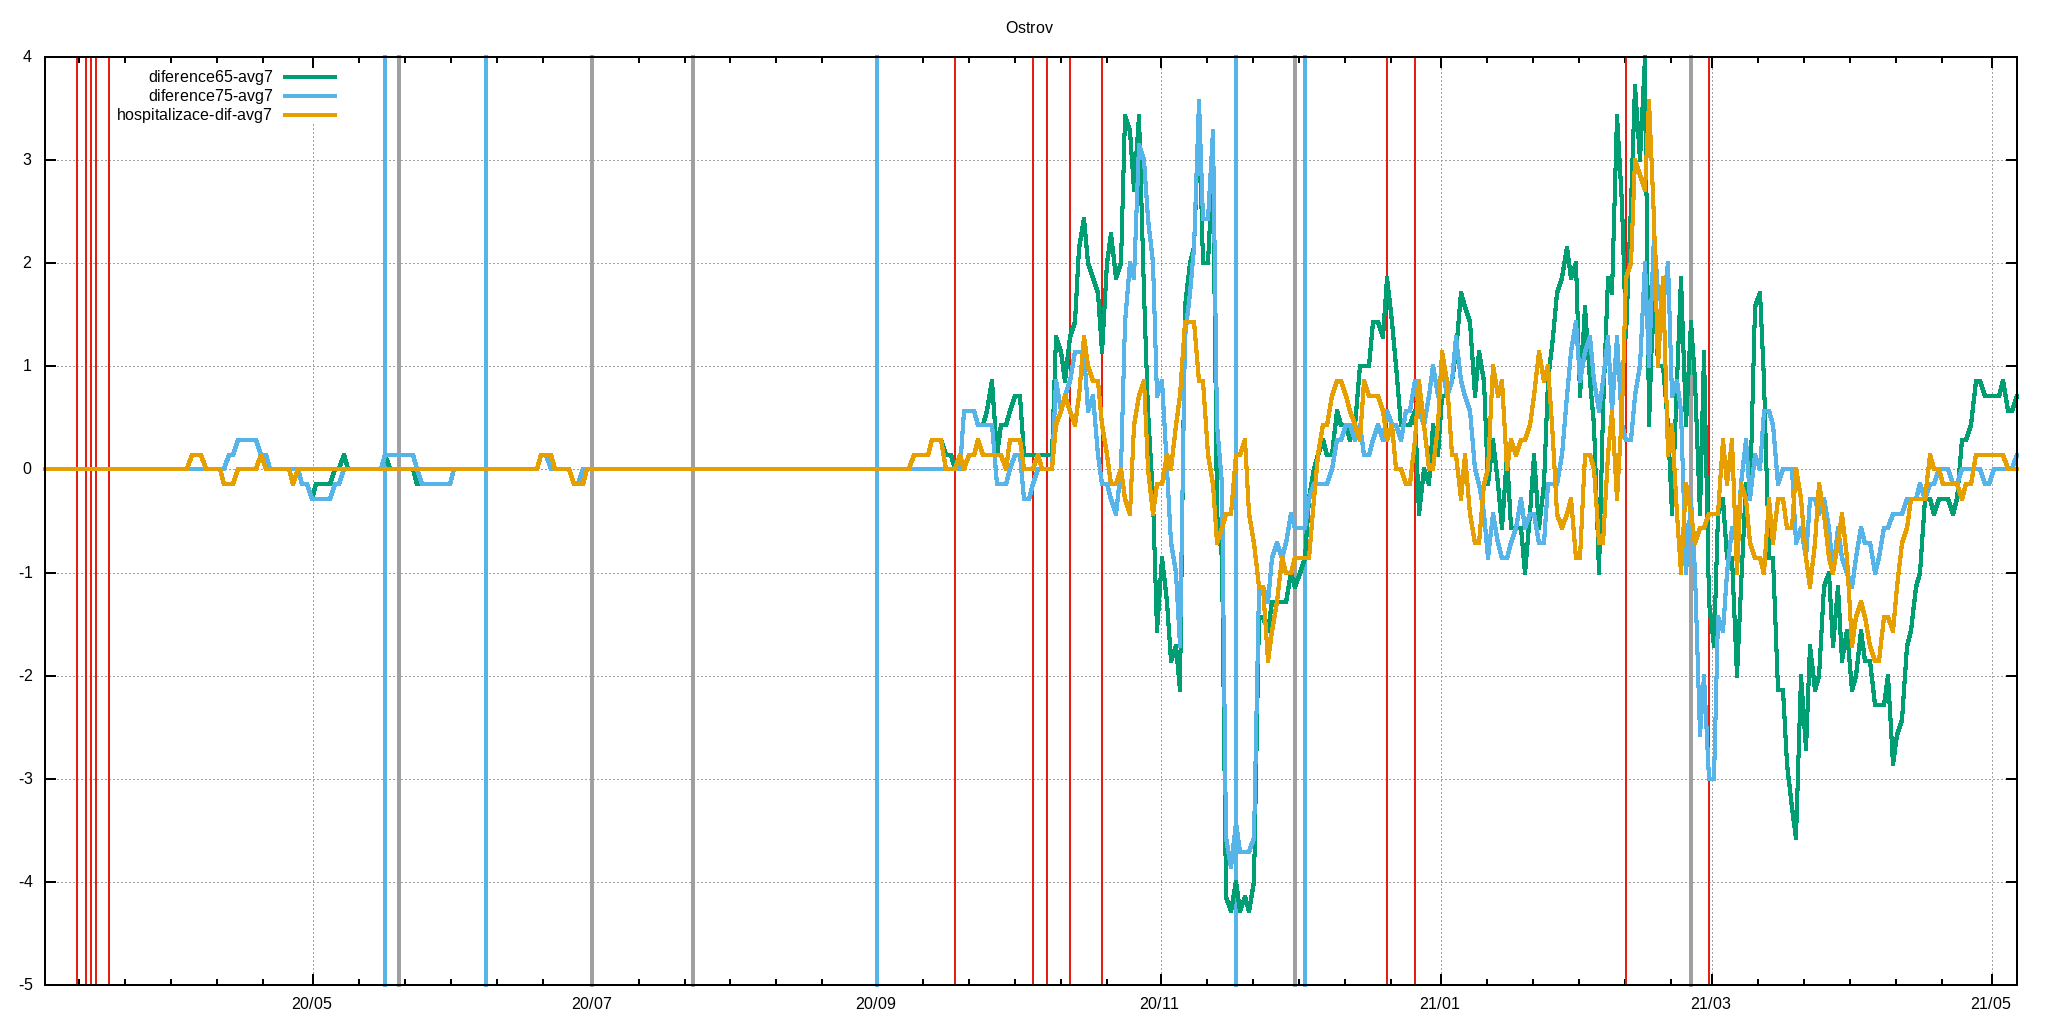 Ostrov
diference65-avg7
diference75-avg7
hospitalizace-dif-avg7
4
3
2
1
0
-1
-2
-3
-4
-5
20/05 20/07 20/09 20/11 21/01 21/03 21/05